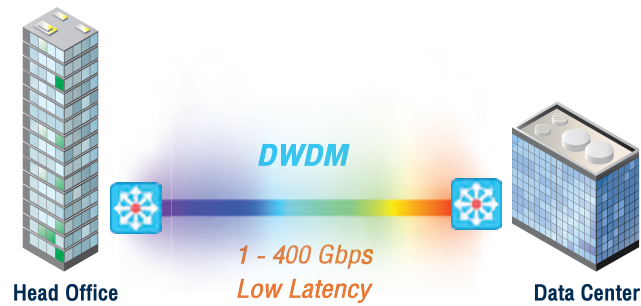 DWDM
1 - 400 Gbps
Low Latency
Head Office
Data Center